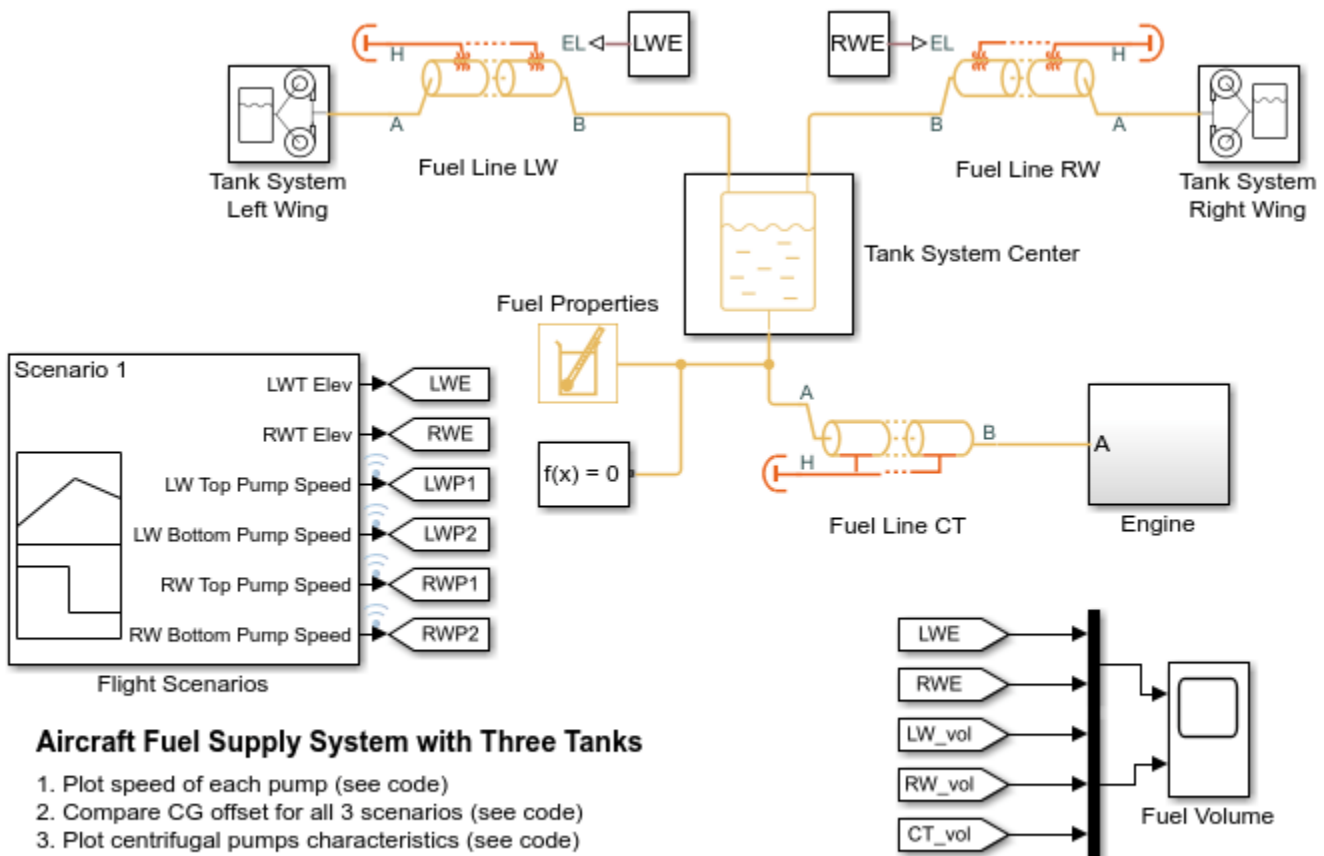 H
EL
LWE
RWE
EL
H
A
B
B
A
Fuel Line LW
Fuel Line RW
Tank System
Left Wing
Tank System
Right Wing
Tank System Center
Fuel Properties
Scenario 1
LWT Elev
LWE
RWT Elev
RWE
LW Top Pump Speed
LWP1
LW Bottom Pump Speed
LWP2
RW Top Pump Speed
RWP1
RW Bottom Pump Speed
RWP2
Flight Scenarios
f(x) = 0
A
H
B
Fuel Line CT
A
Engine
LWE
RWE
LW_vol
RW_vol
CT_vol
Fuel Volume
Aircraft Fuel Supply System with Three Tanks
1. Plot speed of each pump (see code)
2. Compare CG offset for all 3 scenarios (see code)
3. Plot centrifugal pumps characteristics (see code)